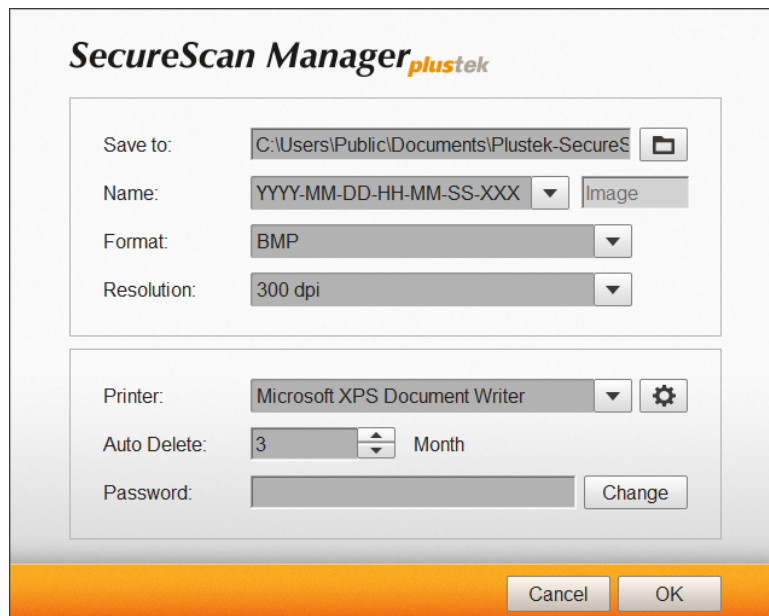 SecureScan Manager plustek
Save to: C:\Users\Public\Documents\Plustek-SecureS
Name: YYYY-MM-DD-HH-MM-SS-XXX Image
Format: BMP
Resolution: 300 dpi
Printer: Microsoft XPS Document Writer
Auto Delete: 3 Month
Password: Change
Cancel OK